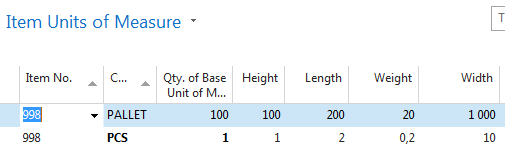 Item Units of Measure
T
Item No. C... Qty. of Base Unit of M... Height Length Weight Width
998 PALLET 100 100 200 20 1 000
998 PCS 1 1 2 0,2 10